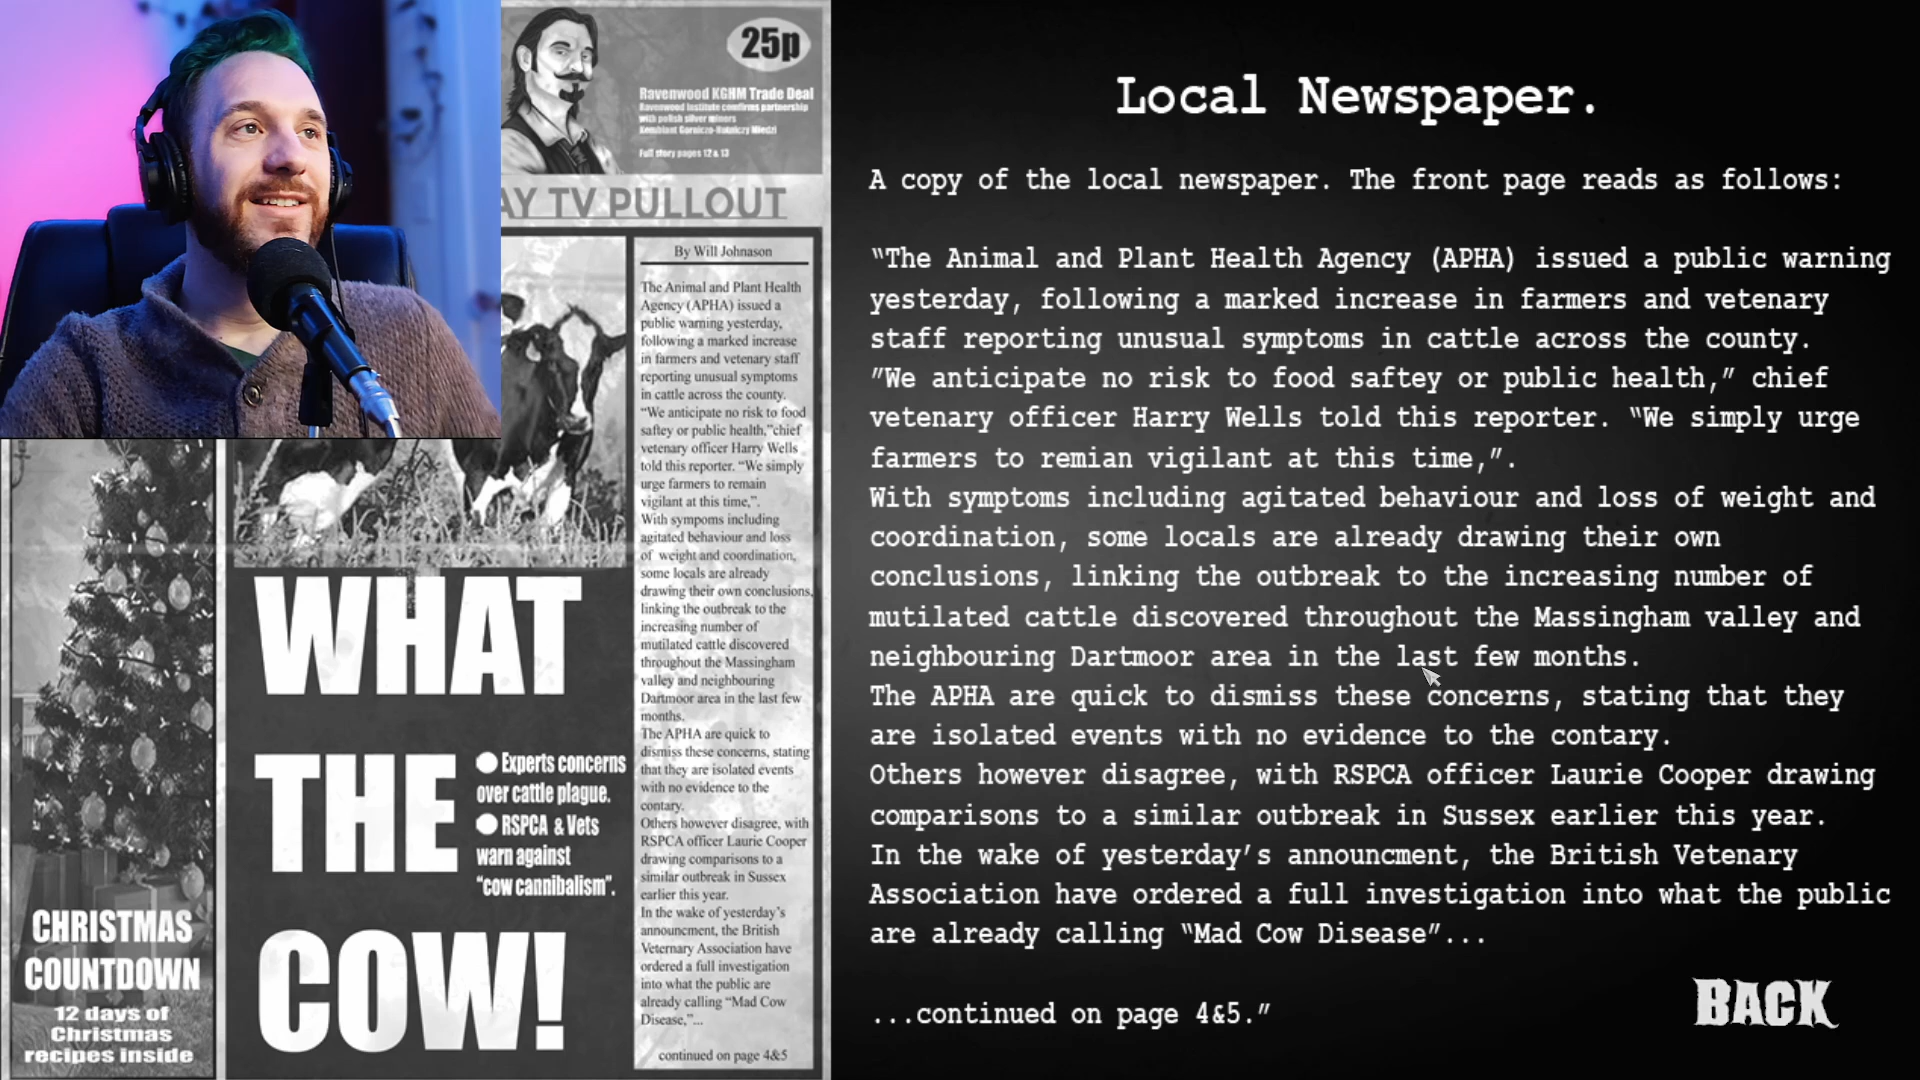 25p
Ravenwood KGHM Trade Deal
Ravenwood Institute comfirms partnership
with polish silver minors
Kombinat Gorniczo-Hutniczy Miedzi
Full story pages 12 & 13
AY TV PULLOUT
By Will Johnason
The Animal and Plant Health
Agency (APHA) issued a
public warning yesterday,
following a marked increase
in farmers and vetenary staff
reporting unusual symptoms
in cattle across the county.
“We anticipate no risk to food
saftey or public health,”chief
vetenary officer Harry Wells
told this reporter. “We simply
urge farmers to remain
vigilant at this time,”.
With sympoms including
agitated behaviour and loss
of weight and coordination,
some locals are already
drawing their own conclusions,
linking the outbreak to the
increasing number of
mutilated cattle discovered
throughout the Massingham
valley and neighbouring
Dartmoor area in the last few
months.
The APHA are quick to
dismiss these concerns, stating
that they are isolated events
with no evidence to the
contary.
Others however disagree, with
RSPCA officer Laurie Cooper
drawing comparisons to a
similar outbreak in Sussex
earlier this year.
In the wake of yesterday’s
announcment, the British
Veternary Association have
ordered a full investigation
into what the public are
already calling “Mad Cow
Disease,”...
continued on page 4&5
WHAT
THE
COW!
Experts concerns
over cattle plague.
RSPCA & Vets
warn against
“cow cannibalism”.
CHRISTMAS
COUNTDOWN
12 days of
Christmas
recipes inside
Local Newspaper.
A copy of the local newspaper. The front page reads as follows:
“The Animal and Plant Health Agency (APHA) issued a public warning
yesterday, following a marked increase in farmers and vetenary
staff reporting unusual symptoms in cattle across the county.
”We anticipate no risk to food saftey or public health,” chief
vetenary officer Harry Wells told this reporter. “We simply urge
farmers to remian vigilant at this time,”.
With symptoms including agitated behaviour and loss of weight and
coordination, some locals are already drawing their own
conclusions, linking the outbreak to the increasing number of
mutilated cattle discovered throughout the Massingham valley and
neighbouring Dartmoor area in the last few months.
The APHA are quick to dismiss these concerns, stating that they
are isolated events with no evidence to the contary.
Others however disagree, with RSPCA officer Laurie Cooper drawing
comparisons to a similar outbreak in Sussex earlier this year.
In the wake of yesterday’s announcment, the British Vetenary
Association have ordered a full investigation into what the public
are already calling “Mad Cow Disease”...
...continued on page 4&5.”
BACK